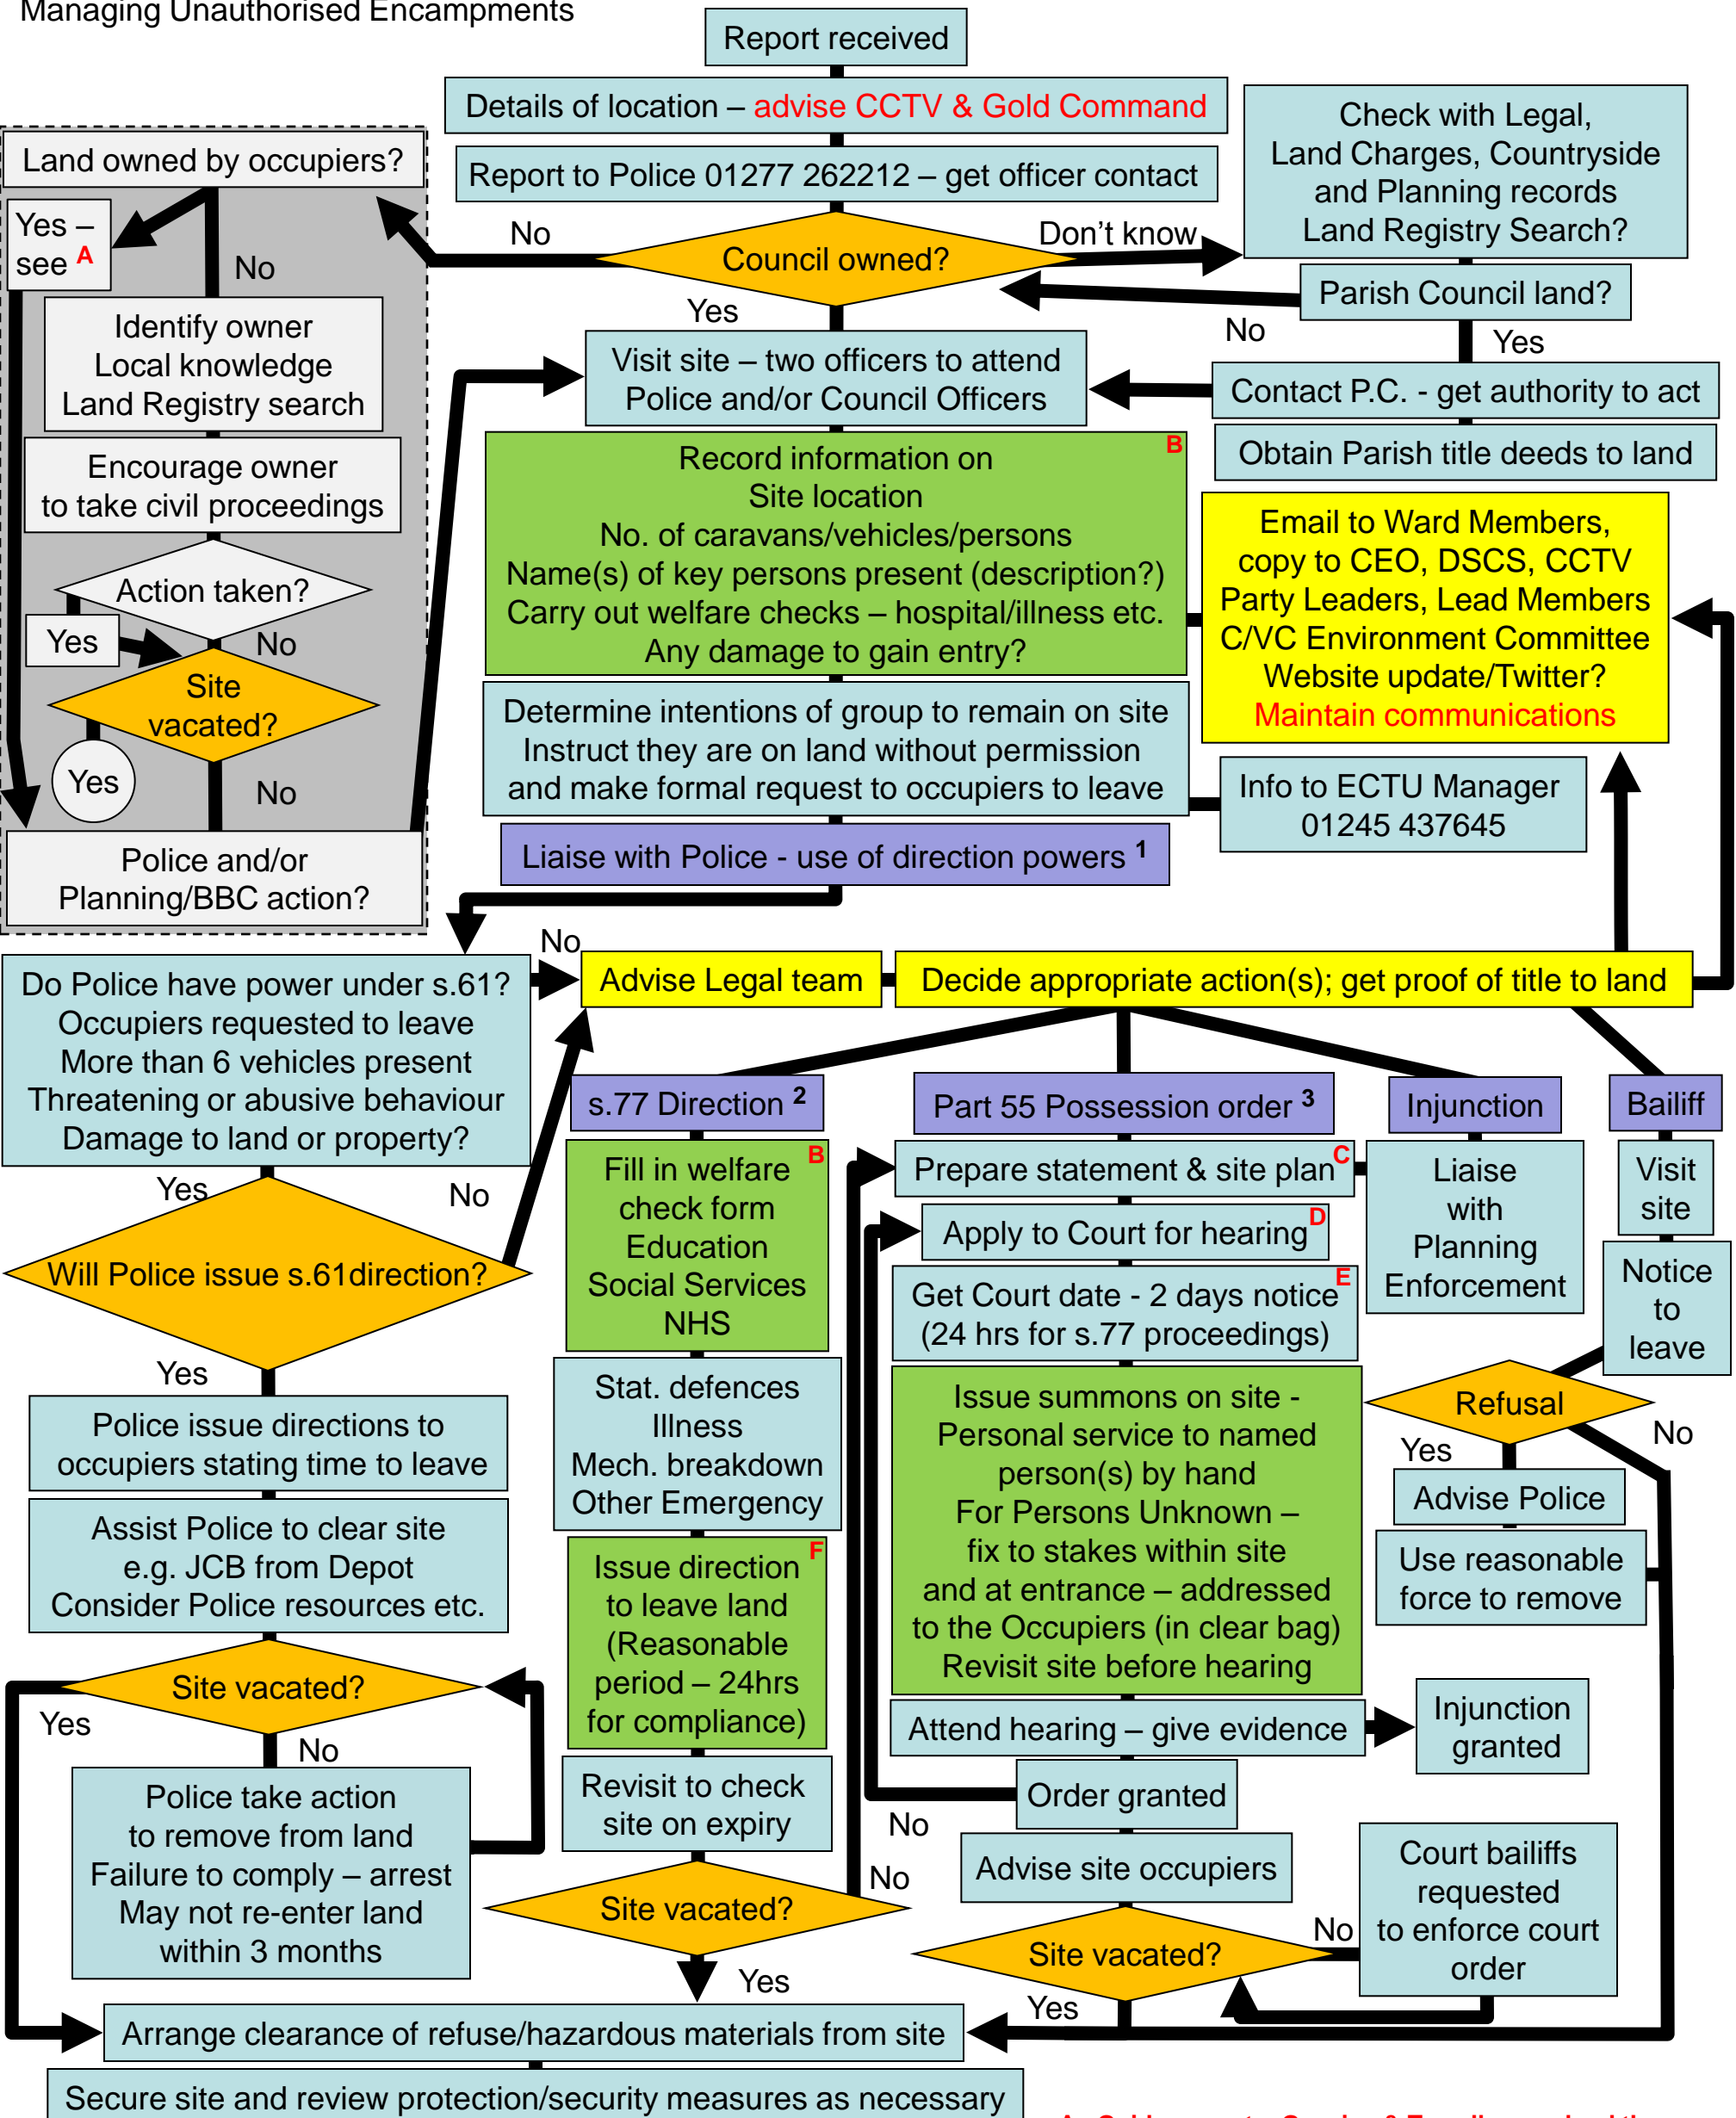 Managing Unauthorised Encampments
Report received
Details of location – advise CCTV & Gold Command
Report to Police 01277 262212 – get officer contact
Council owned?
No
Don't know
Yes
Check with Legal,
Land Charges, Countryside
and Planning records
Land Registry Search?
Parish Council land?
No
Yes
Contact P.C. - get authority to act
Obtain Parish title deeds to land
Land owned by occupiers?
Yes –
see A
No
Identify owner
Local knowledge
Land Registry search
Encourage owner
to take civil proceedings
Action taken?
Yes
No
Site
vacated?
Yes
No
Police and/or
Planning/BBC action?
Visit site – two officers to attend
Police and/or Council Officers
B
Record information on
Site location
No. of caravans/vehicles/persons
Name(s) of key persons present (description?)
Carry out welfare checks – hospital/illness etc.
Any damage to gain entry?
Email to Ward Members,
copy to CEO, DSCS, CCTV
Party Leaders, Lead Members
C/VC Environment Committee
Website update/Twitter?
Maintain communications
Determine intentions of group to remain on site
Instruct they are on land without permission
and make formal request to occupiers to leave
Info to ECTU Manager
01245 437645
Liaise with Police - use of direction powers 1
Do Police have power under s.61?
Occupiers requested to leave
More than 6 vehicles present
Threatening or abusive behaviour
Damage to land or property?
No
Advise Legal team
Decide appropriate action(s); get proof of title to land
Yes
No
Will Police issue s.61direction?
Yes
Police issue directions to
occupiers stating time to leave
Assist Police to clear site
e.g. JCB from Depot
Consider Police resources etc.
Site vacated?
Yes
No
Police take action
to remove from land
Failure to comply – arrest
May not re-enter land
within 3 months
s.77 Direction 2
B
Fill in welfare
check form
Education
Social Services
NHS
Stat. defences
Illness
Mech. breakdown
Other Emergency
F
Issue direction
to leave land
(Reasonable
period – 24hrs
for compliance)
Revisit to check
site on expiry
No
Site vacated?
Yes
Part 55 Possession order 3
Prepare statement & site plan C
Apply to Court for hearing D
Get Court date - 2 days notice E
(24 hrs for s.77 proceedings)
Issue summons on site -
Personal service to named
person(s) by hand
For Persons Unknown –
fix to stakes within site
and at entrance – addressed
to the Occupiers (in clear bag)
Revisit site before hearing
Attend hearing – give evidence
Injunction
granted
Order granted
No
Advise site occupiers
Site vacated?
No
Yes
Court bailiffs
requested
to enforce court
order
Injunction
Liaise
with
Planning
Enforcement
Bailiff
Visit
site
Notice
to
leave
Refusal
Yes
No
Advise Police
Use reasonable
force to remove
Arrange clearance of refuse/hazardous materials from site
Secure site and review protection/security measures as necessary